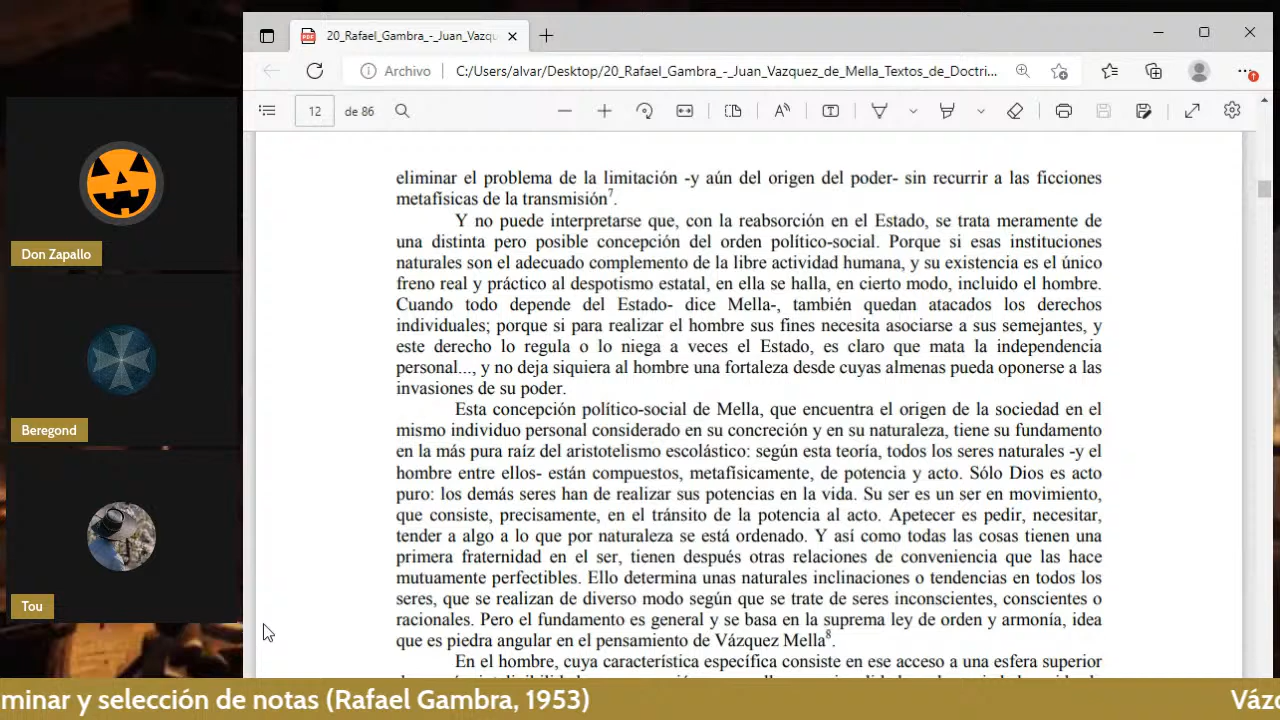 20_Rafael_Gambra_-_Juan_Vazqu
Archivo
C:/Users/alvar/Desktop/20_Rafael_Gambra_-_Juan_Vazquez_de_Mella_Textos_de_Doctri...
12 de 86
eliminar el problema de la limitación -y aún del origen del poder- sin recurrir a las ficciones
metafísicas de la transmisión7.
Y no puede interpretarse que, con la reabsorción en el Estado, se trata meramente de
una distinta pero posible concepción del orden político-social. Porque si esas instituciones
naturales son el adecuado complemento de la libre actividad humana, y su existencia es el único
freno real y práctico al despotismo estatal, en ella se halla, en cierto modo, incluido el hombre.
Cuando todo depende del Estado- dice Mella-, también quedan atacados los derechos
individuales; porque si para realizar el hombre sus fines necesita asociarse a sus semejantes, y
este derecho lo regula o lo niega a veces el Estado, es claro que mata la independencia
personal..., y no deja siquiera al hombre una fortaleza desde cuyas almenas pueda oponerse a las
invasiones de su poder.
Esta concepción político-social de Mella, que encuentra el origen de la sociedad en el
mismo individuo personal considerado en su concreción y en su naturaleza, tiene su fundamento
en la más pura raíz del aristotelismo escolástico: según esta teoría, todos los seres naturales -y el
hombre entre ellos- están compuestos, metafísicamente, de potencia y acto. Sólo Dios es acto
puro: los demás seres han de realizar sus potencias en la vida. Su ser es un ser en movimiento,
que consiste, precisamente, en el tránsito de la potencia al acto. Apetecer es pedir, necesitar,
tender a algo a lo que por naturaleza se está ordenado. Y así como todas las cosas tienen una
primera fraternidad en el ser, tienen después otras relaciones de conveniencia que las hace
mutuamente perfectibles. Ello determina unas naturales inclinaciones o tendencias en todos los
seres, que se realizan de diverso modo según que se trate de seres inconscientes, conscientes o
racionales. Pero el fundamento es general y se basa en la suprema ley de orden y armonía, idea
que es piedra angular en el pensamiento de Vázquez Mella8.
En el hombre, cuya característica específica consiste en ese acceso a una esfera superior
Don Zapallo
Beregond
Tou
minar y selección de notas (Rafael Gambra, 1953)
Vázq